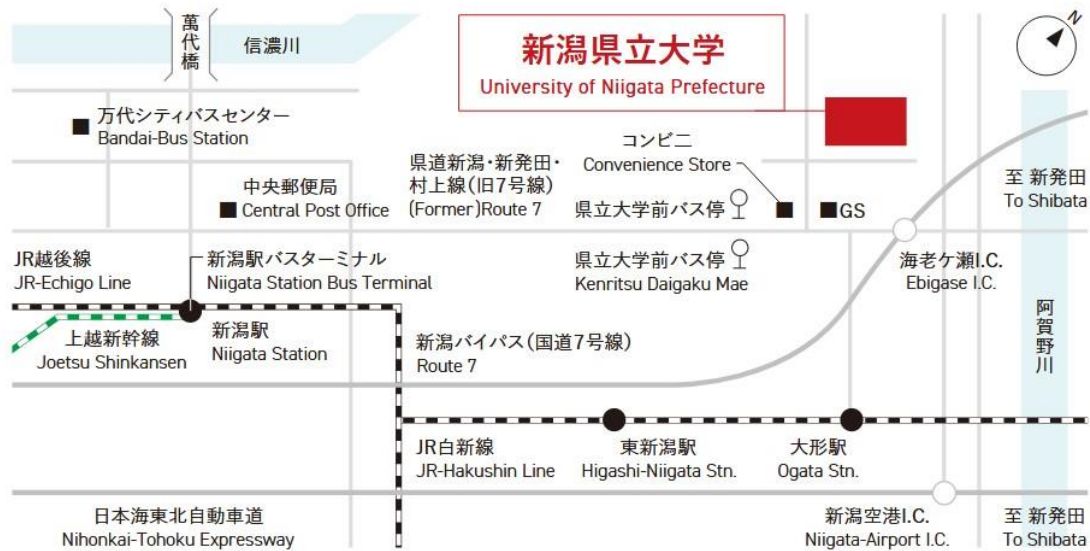 萬代橋
信濃川
新潟県立大学
University of Niigata Prefecture
N
万代シティバスセンター
Bandai-Bus Station
コンビニ
Convenience Store
県道新潟・新発田・
村上線(旧7号線)
(Former)Route 7
中央郵便局
Central Post Office
県立大学前バス停
GS
至 新発田
To Shibata
JR越後線
JR-Echigo Line
新潟駅バスターミナル
Niigata Station Bus Terminal
県立大学前バス停
Kenritsu Daigaku Mae
海老ケ瀬I.C.
Ebigase I.C.
上越新幹線
Joetsu Shinkansen
新潟駅
Niigata Station
新潟バイパス(国道7号線)
Route 7
阿賀野川
JR白新線
JR-Hakushin Line
東新潟駅
Higashi-Niigata Stn.
大形駅
Ogata Stn.
日本海東北自動車道
Nihonkai-Tohoku Expressway
新潟空港I.C.
Niigata-Airport I.C.
至 新発田
To Shibata